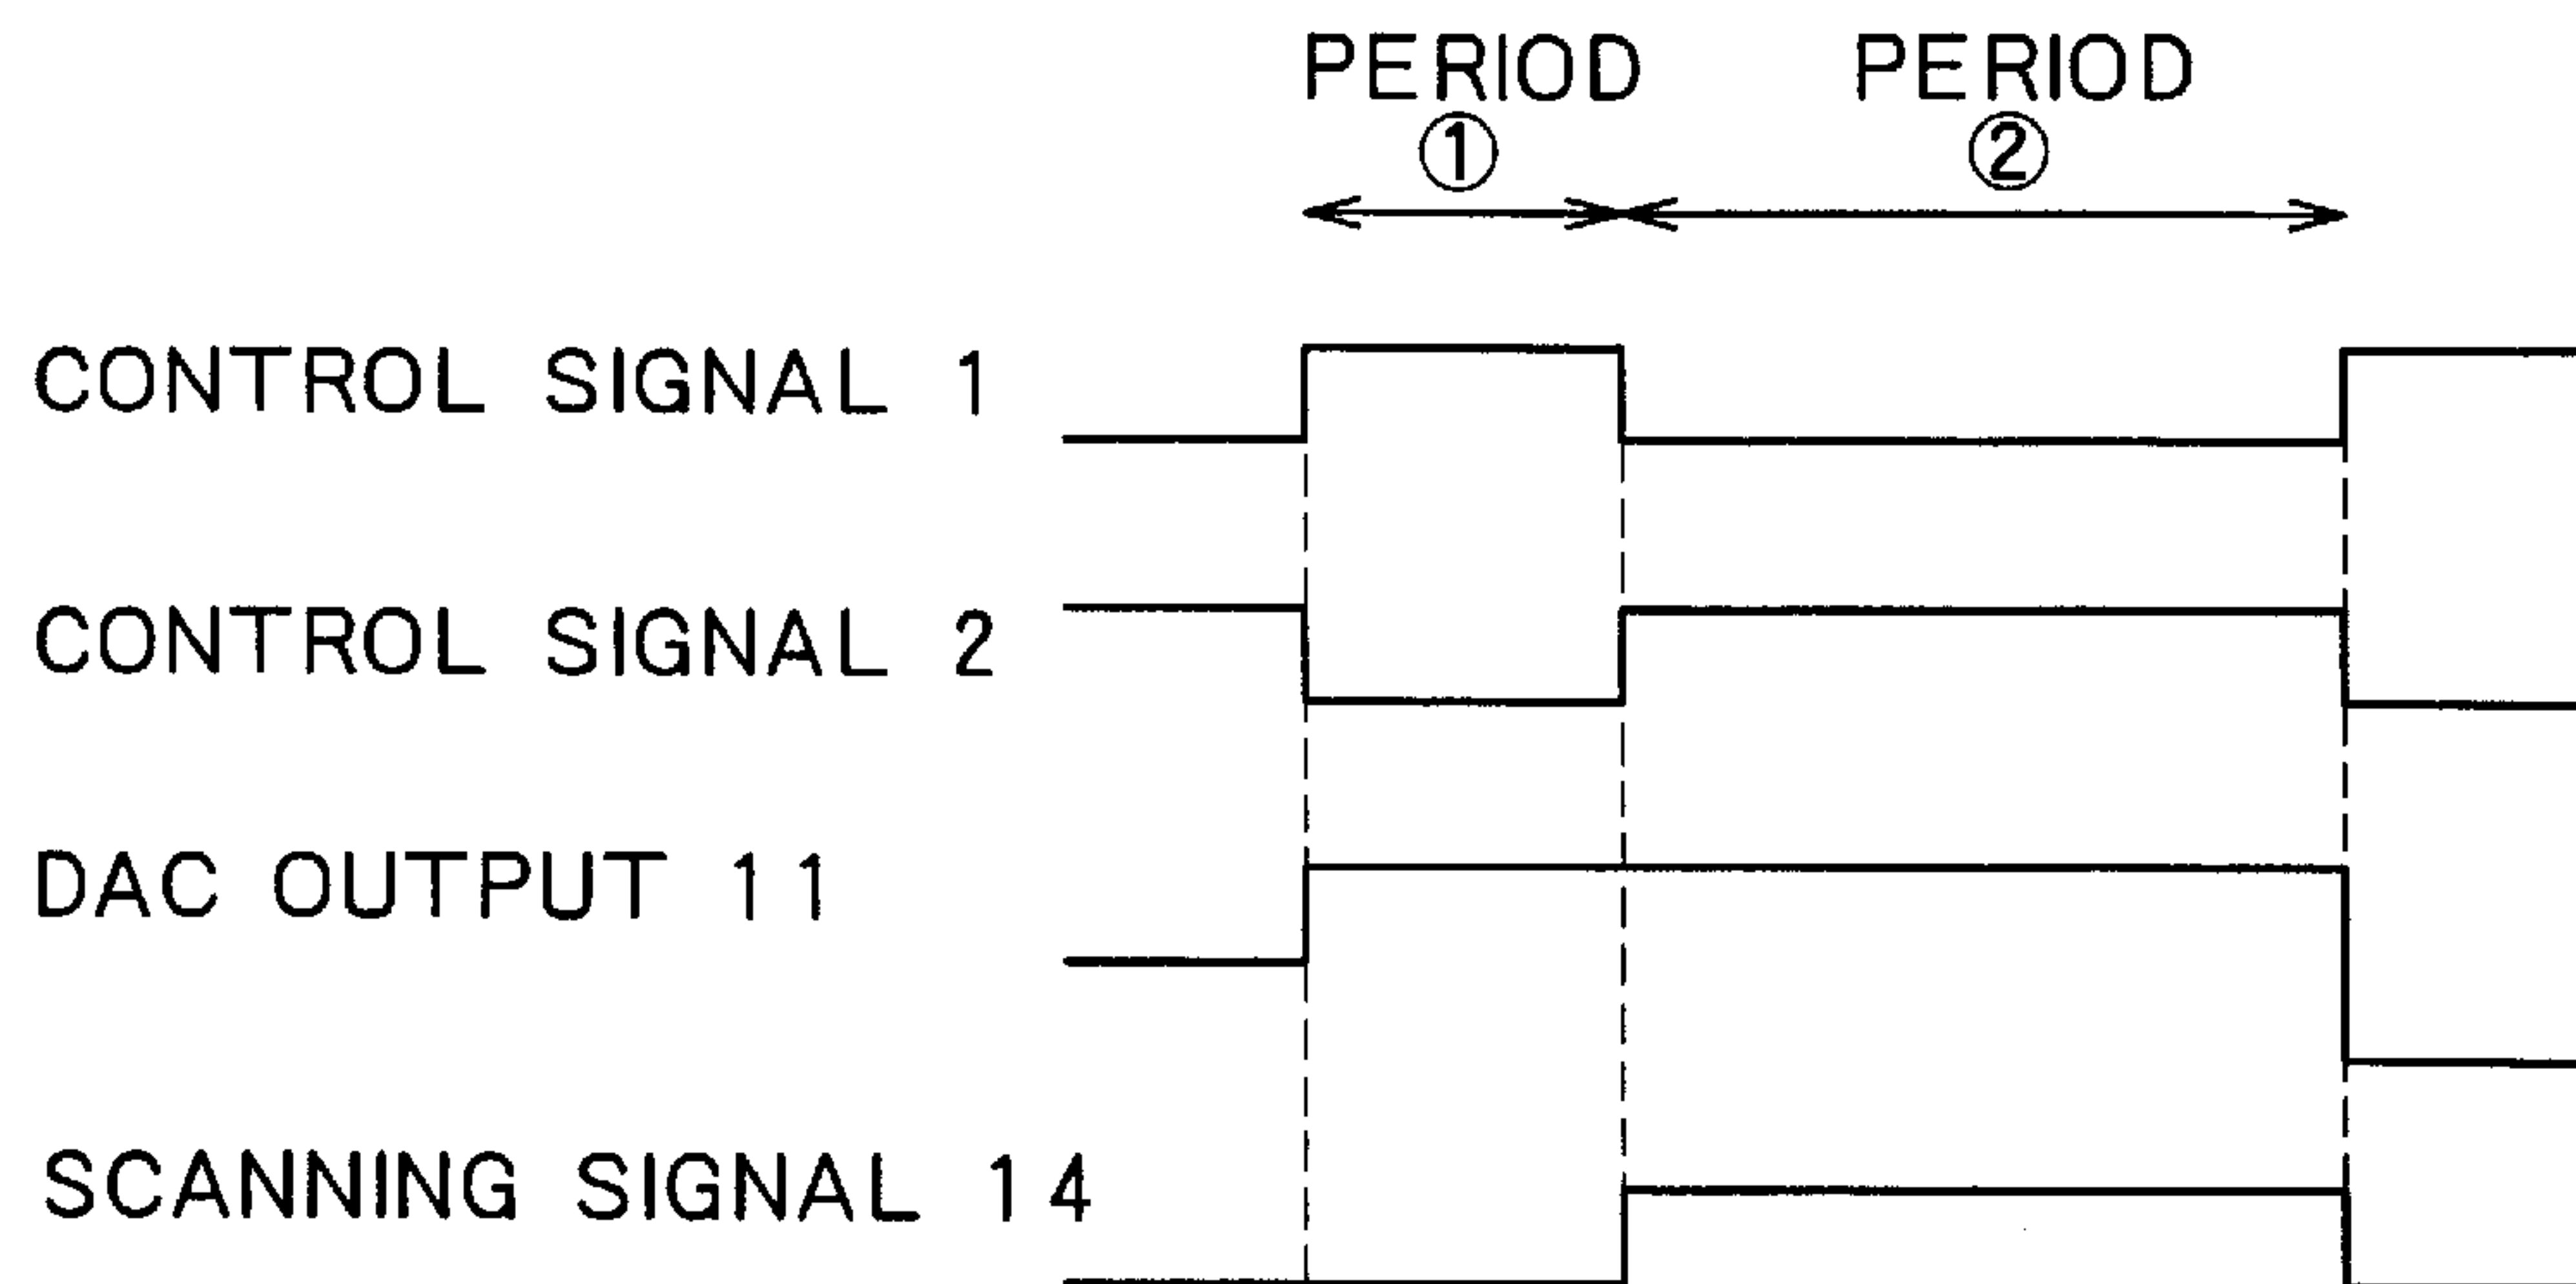 PERIOD PERIOD
① ②
CONTROL SIGNAL 1
CONTROL SIGNAL 2
DAC OUTPUT 11
SCANNING SIGNAL 14